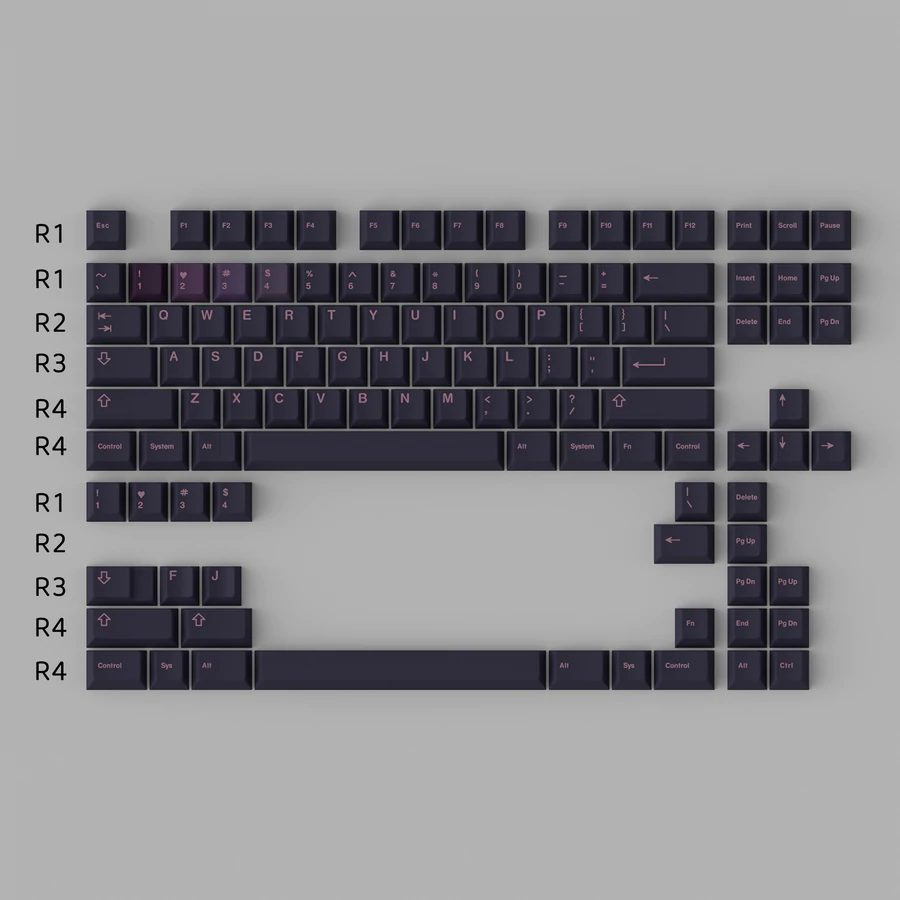 R1 Esc F1 F2 F3 F4 F5 F6 F7 F8 F9 F10 F11 F12 Print Scroll Pause
~ ! ♥ # $ % ^ & * ( ) _ +
R1 ` 1 2 3 4 5 6 7 8 9 0 – = ← Insert Home Pg Up
R2 ⇤ ⇥ Q W E R T Y U I O P { [ } ] | \ Delete End Pg Dn
R3 ⇩ A S D F G H J K L : ; " ' ↵
R4 ⇧ Z X C V B N M < , > . ? / ⇧ ↑
R4 Control System Alt Alt System Fn Control ← ↓ →
! ♥ # $ |
R1 1 2 3 4 \ Delete
R2 ← Pg Up
R3 ⇩ F J Pg Dn Pg Up
R4 ⇧ ⇧ Fn End Pg Dn
R4 Control Sys Alt Alt Sys Control Alt Ctrl